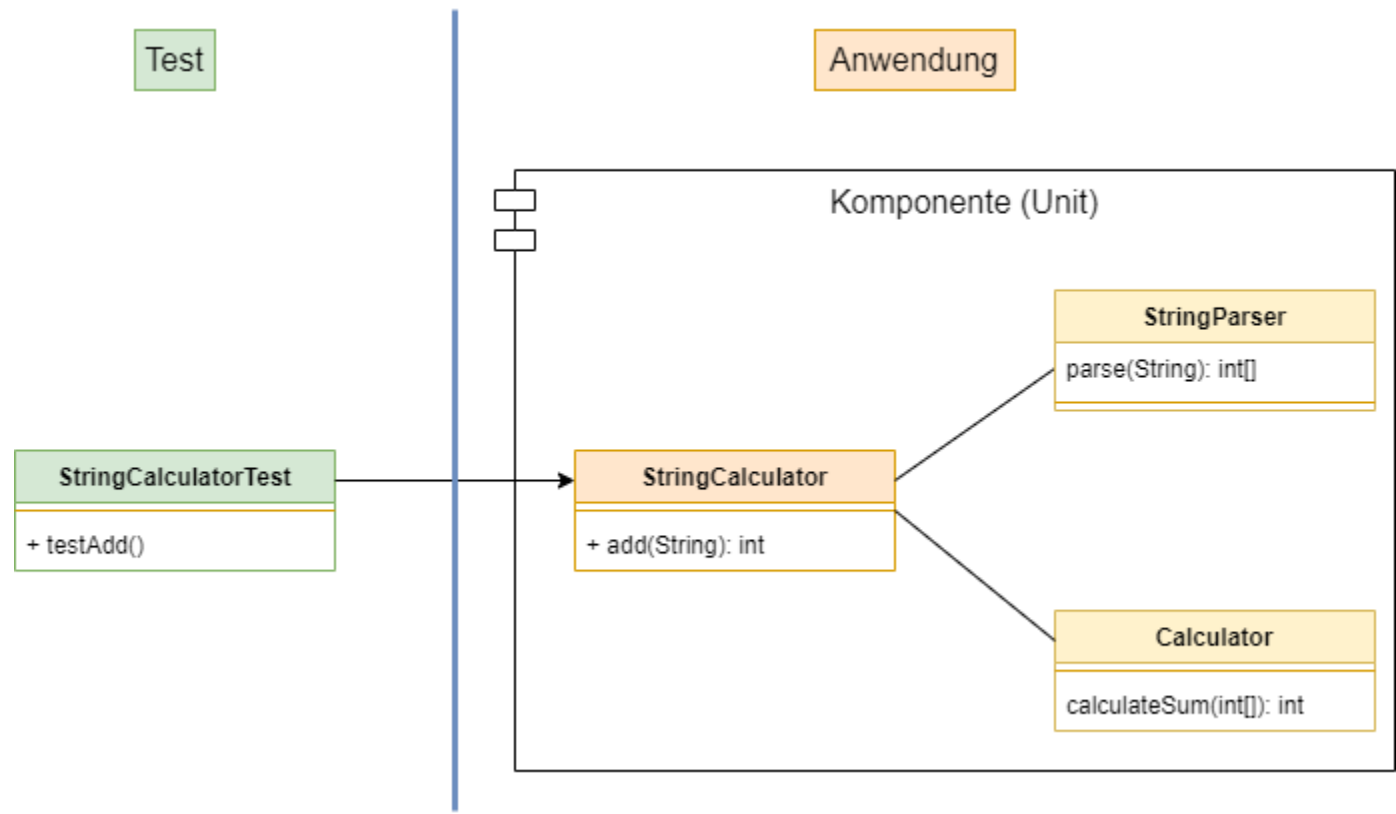 Test
Anwendung
Komponente (Unit)
StringParser
parse(String): int[]
StringCalculatorTest
+ testAdd()
StringCalculator
+ add(String): int
Calculator
calculateSum(int[]): int